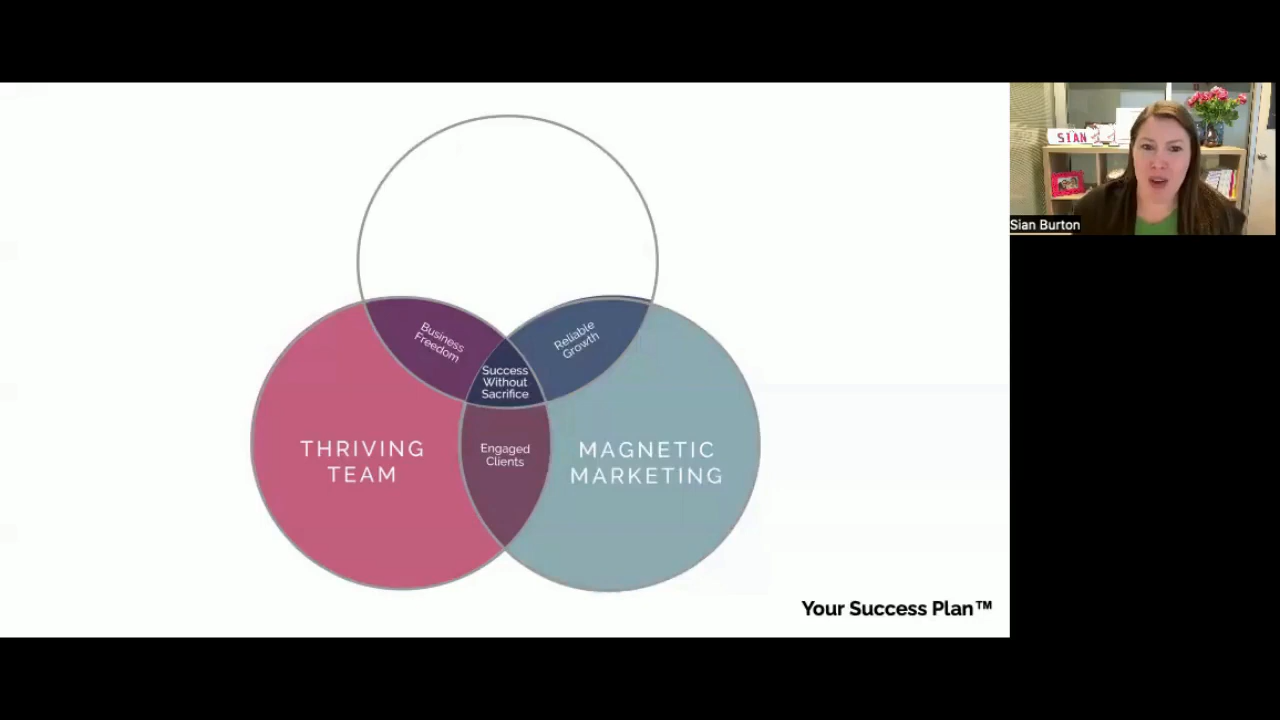 SIAN
Sian Burton
Business
Freedom
Reliable
Growth
Success
Without
Sacrifice
THRIVING
TEAM
Engaged
Clients
MAGNETIC
MARKETING
Your Success Plan™